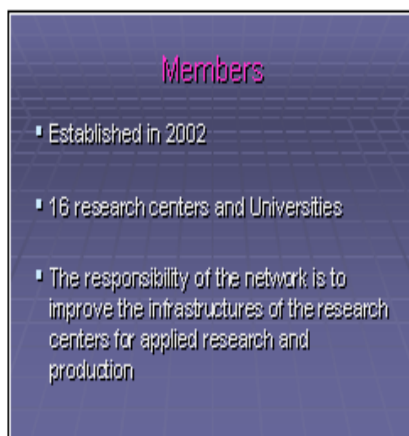 Members
Established in 2002
16 research centers and Universities
The responsibility of the network is to
improve the infrastructures of the research
centers for applied research and
production